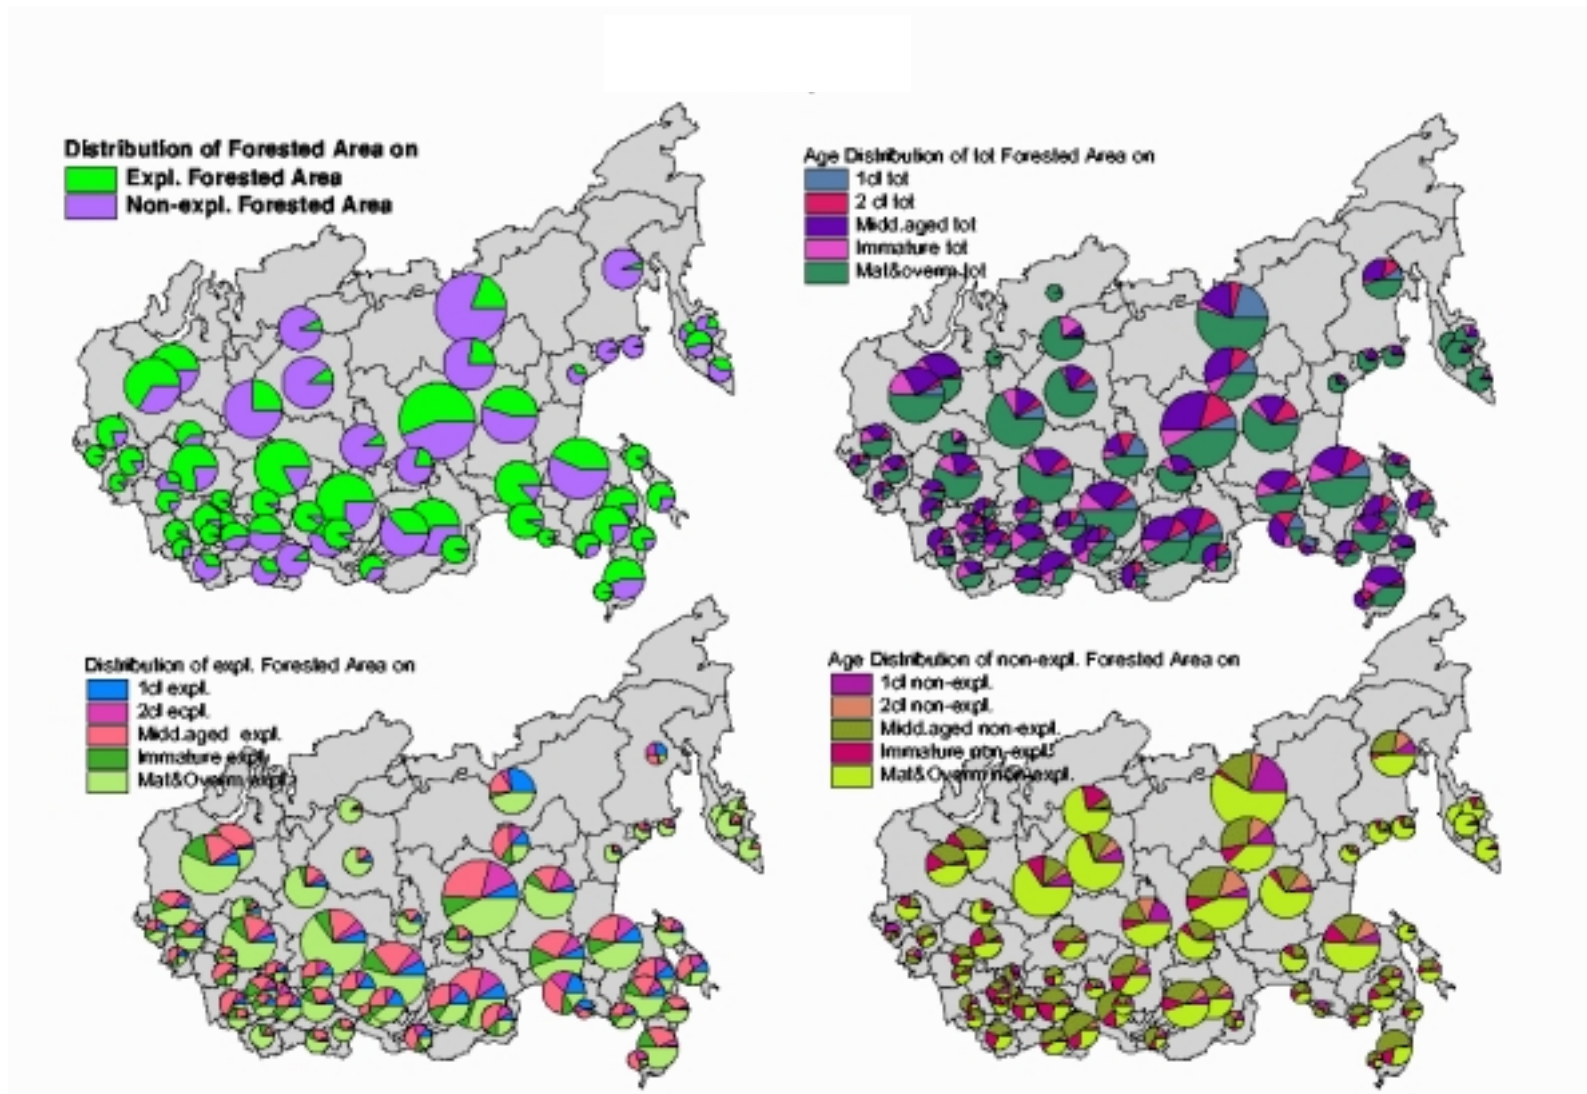 Distribution of Forested Area on
Expl. Forested Area
Non-expl. Forested Area
Age Distribution of tot Forested Area on
1cl tot
2 cl tot
Midd.aged tot
Immature tot
Mat&overm.tot
Distribution of expl. Forested Area on
1cl expl.
2cl ecpl.
Midd.aged expl.
Immature expl.
Mat&Overm expl.
Age Distribution of non-expl. Forested Area on
1cl non-expl.
2cl non-expl.
Midd.aged non-expl.
Immature non-expl.
Mat&Overm non-expl.